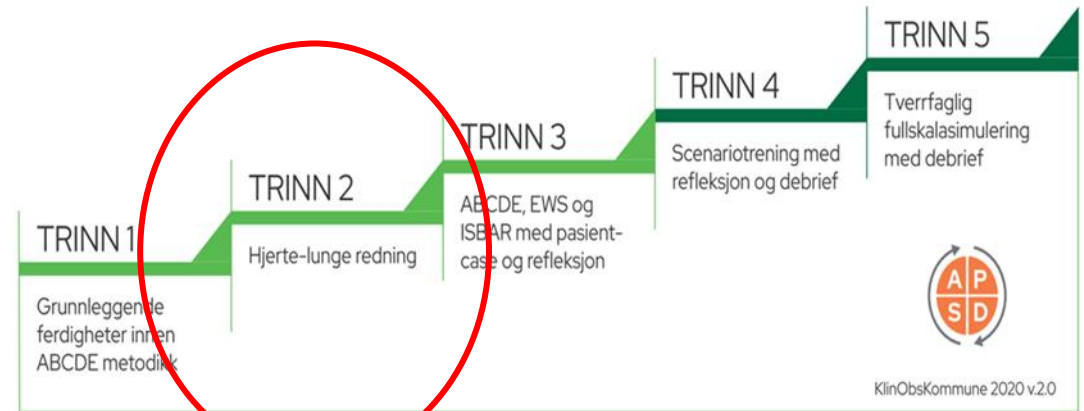 TRINN 1
Grunnleggende
ferdigheter innen
ABCDE metodikk
TRINN 2
Hjerte-lunge redning
TRINN 3
ABCDE, EWS og
ISBAR med pasient-
case og refleksjon
TRINN 4
Scenariotrening med
refleksjon og debrief
TRINN 5
Tverrfaglig
fullskalasimulering
med debrief
A P
S D
KlinObsKommune 2020 v.2.0